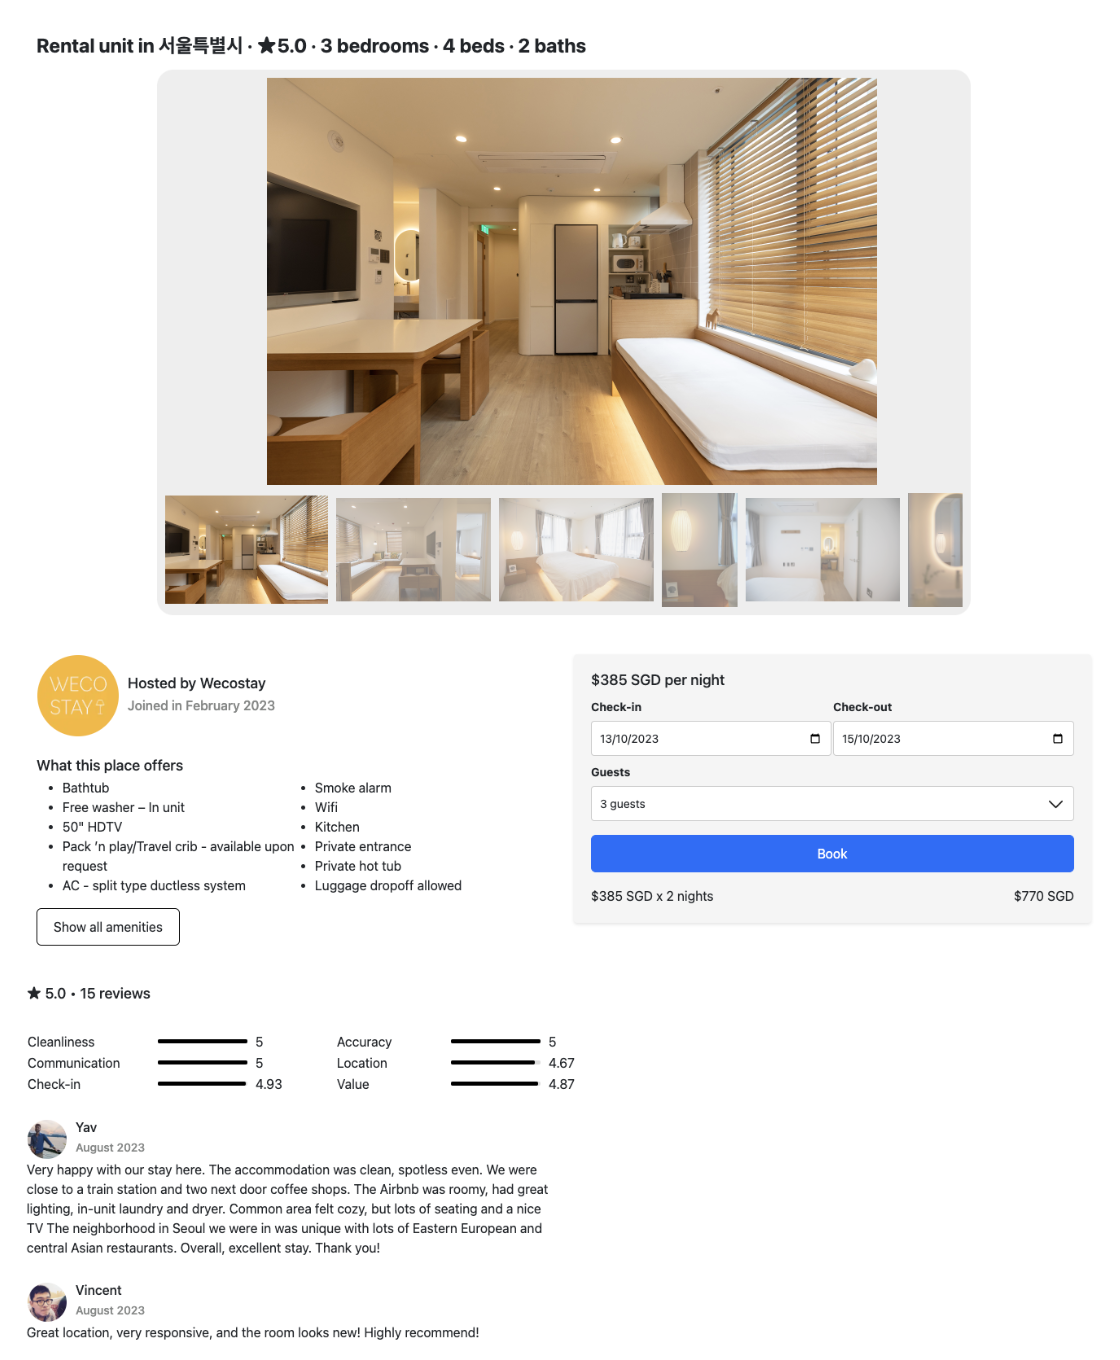 Rental unit in 서울특별시 · ★5.0 · 3 bedrooms · 4 beds · 2 baths
WECO
STAY
Hosted by Wecostay
Joined in February 2023
What this place offers
• Bathtub
• Free washer – In unit
• 50" HDTV
• Pack ’n play/Travel crib - available upon
request
• AC - split type ductless system
• Smoke alarm
• Wifi
• Kitchen
• Private entrance
• Private hot tub
• Luggage dropoff allowed
Show all amenities
$385 SGD per night
Check-in
Check-out
13/10/2023
15/10/2023
Guests
3 guests
Book
$385 SGD x 2 nights
$770 SGD
★ 5.0 • 15 reviews
Cleanliness 5
Communication 5
Check-in 4.93
Accuracy 5
Location 4.67
Value 4.87
Yav
August 2023
Very happy with our stay here. The accommodation was clean, spotless even. We were
close to a train station and two next door coffee shops. The Airbnb was roomy, had great
lighting, in-unit laundry and dryer. Common area felt cozy, but lots of seating and a nice
TV The neighborhood in Seoul we were in was unique with lots of Eastern European and
central Asian restaurants. Overall, excellent stay. Thank you!
Vincent
August 2023
Great location, very responsive, and the room looks new! Highly recommend!